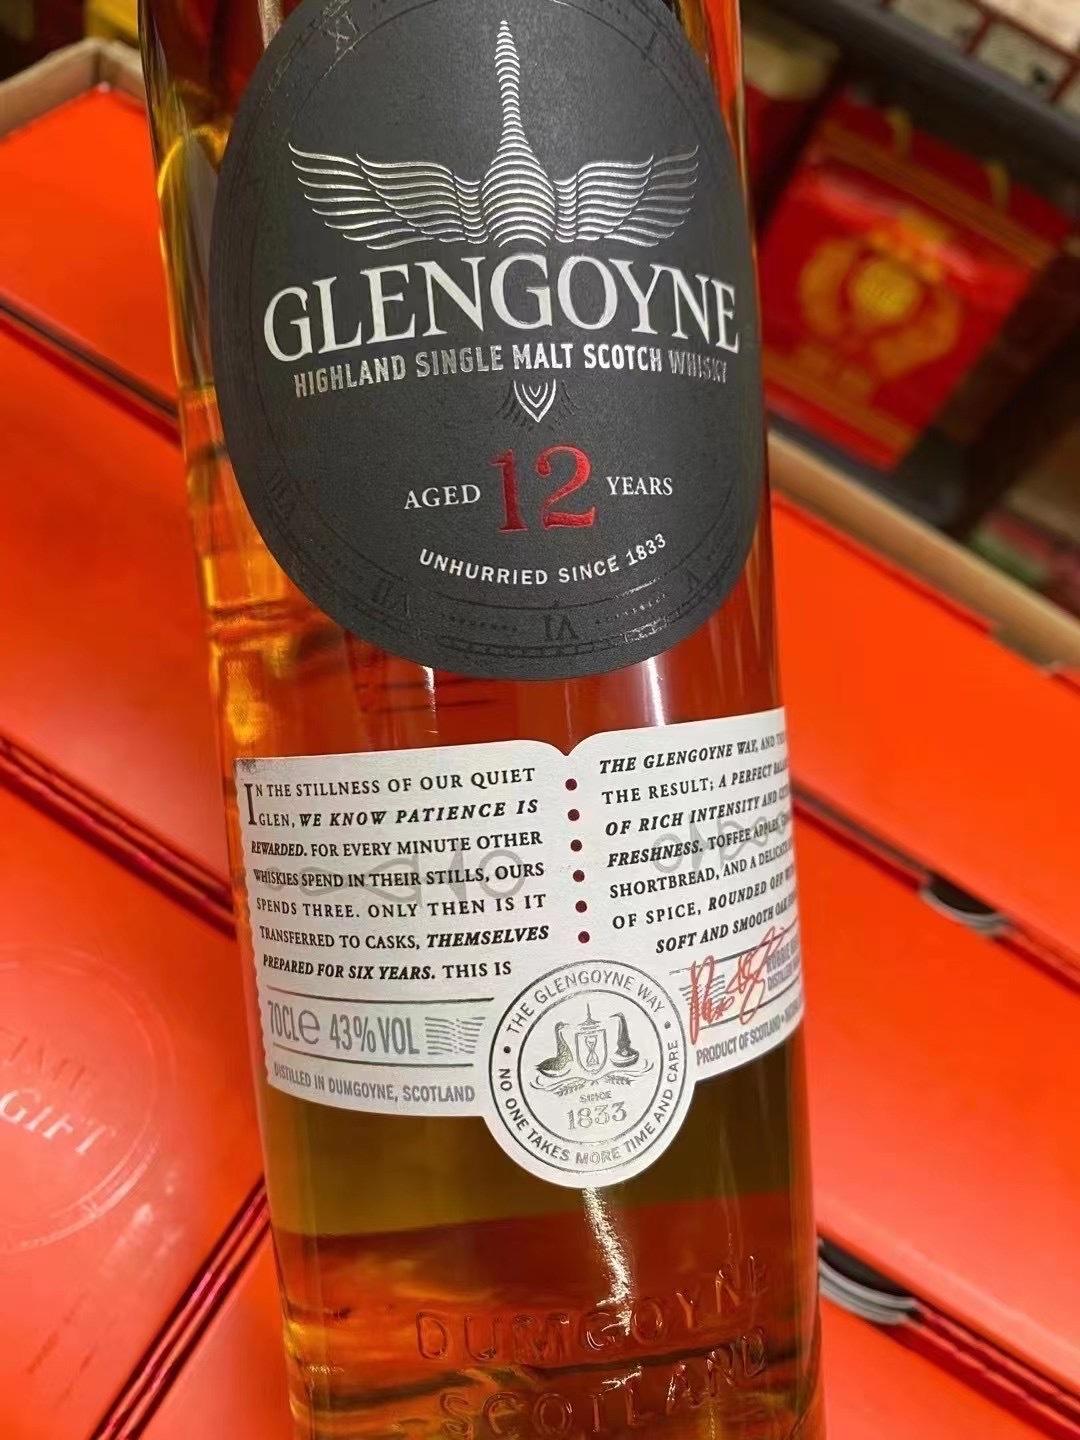 GLENGOYNE
HIGHLAND SINGLE MALT SCOTCH WHISKY
AGED 12 YEARS
UNHURRIED SINCE 1833
VI
IN THE STILLNESS OF OUR QUIET
GLEN, WE KNOW PATIENCE IS
REWARDED. FOR EVERY MINUTE OTHER
WHISKIES SPEND IN THEIR STILLS, OURS
SPENDS THREE. ONLY THEN IS IT
TRANSFERRED TO CASKS, THEMSELVES
PREPARED FOR SIX YEARS. THIS IS
THE GLENGOYNE WAY, AND
THE RESULT; A PERFECT
OF RICH INTENSITY AND
FRESHNESS. TOFFEE APPLES,
SHORTBREAD, AND A
OF SPICE, ROUNDED OFF
SOFT AND SMOOTH OAK
70CLe 43%VOL
DISTILLED IN DUMGOYNE, SCOTLAND
PRODUCT OF SCOTLAND
THE GLENGOYNE WAY
SINCE
1833
NO ONE TAKES MORE TIME AND CARE
DUMGOYNE
SCOTLAND
GIFT